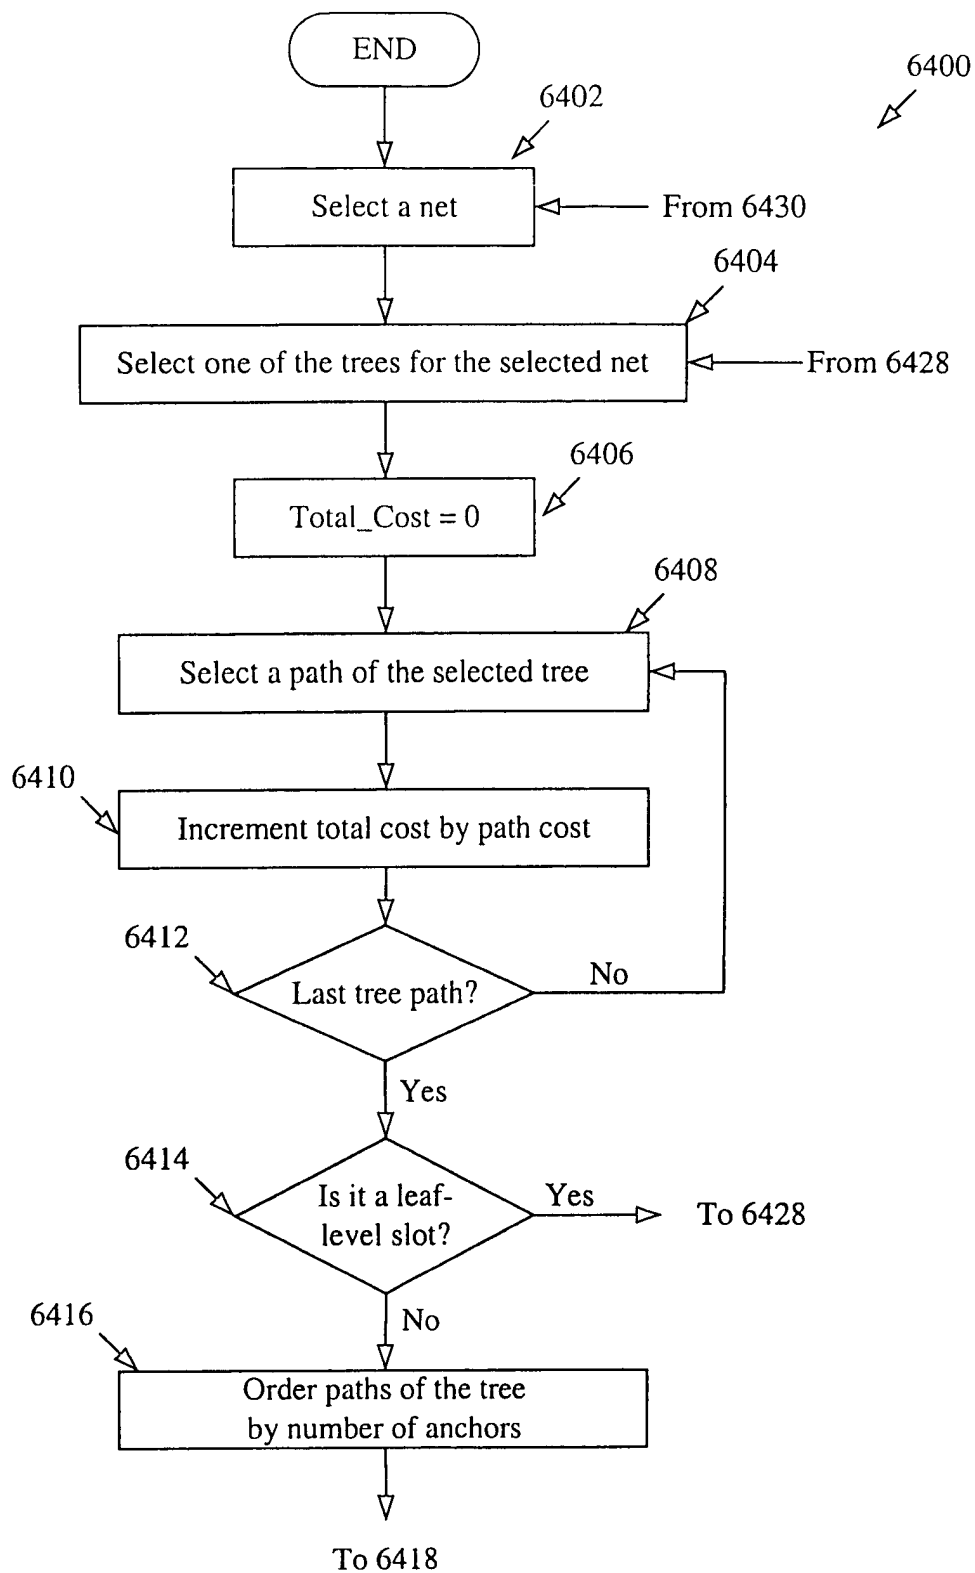 END
6400
6402
Select a net
From 6430
6404
Select one of the trees for the selected net
From 6428
6406
Total_Cost = 0
6408
Select a path of the selected tree
6410
Increment total cost by path cost
6412
Last tree path?
No
Yes
6414
Is it a leaf-
level slot?
Yes
To 6428
No
6416
Order paths of the tree
by number of anchors
To 6418